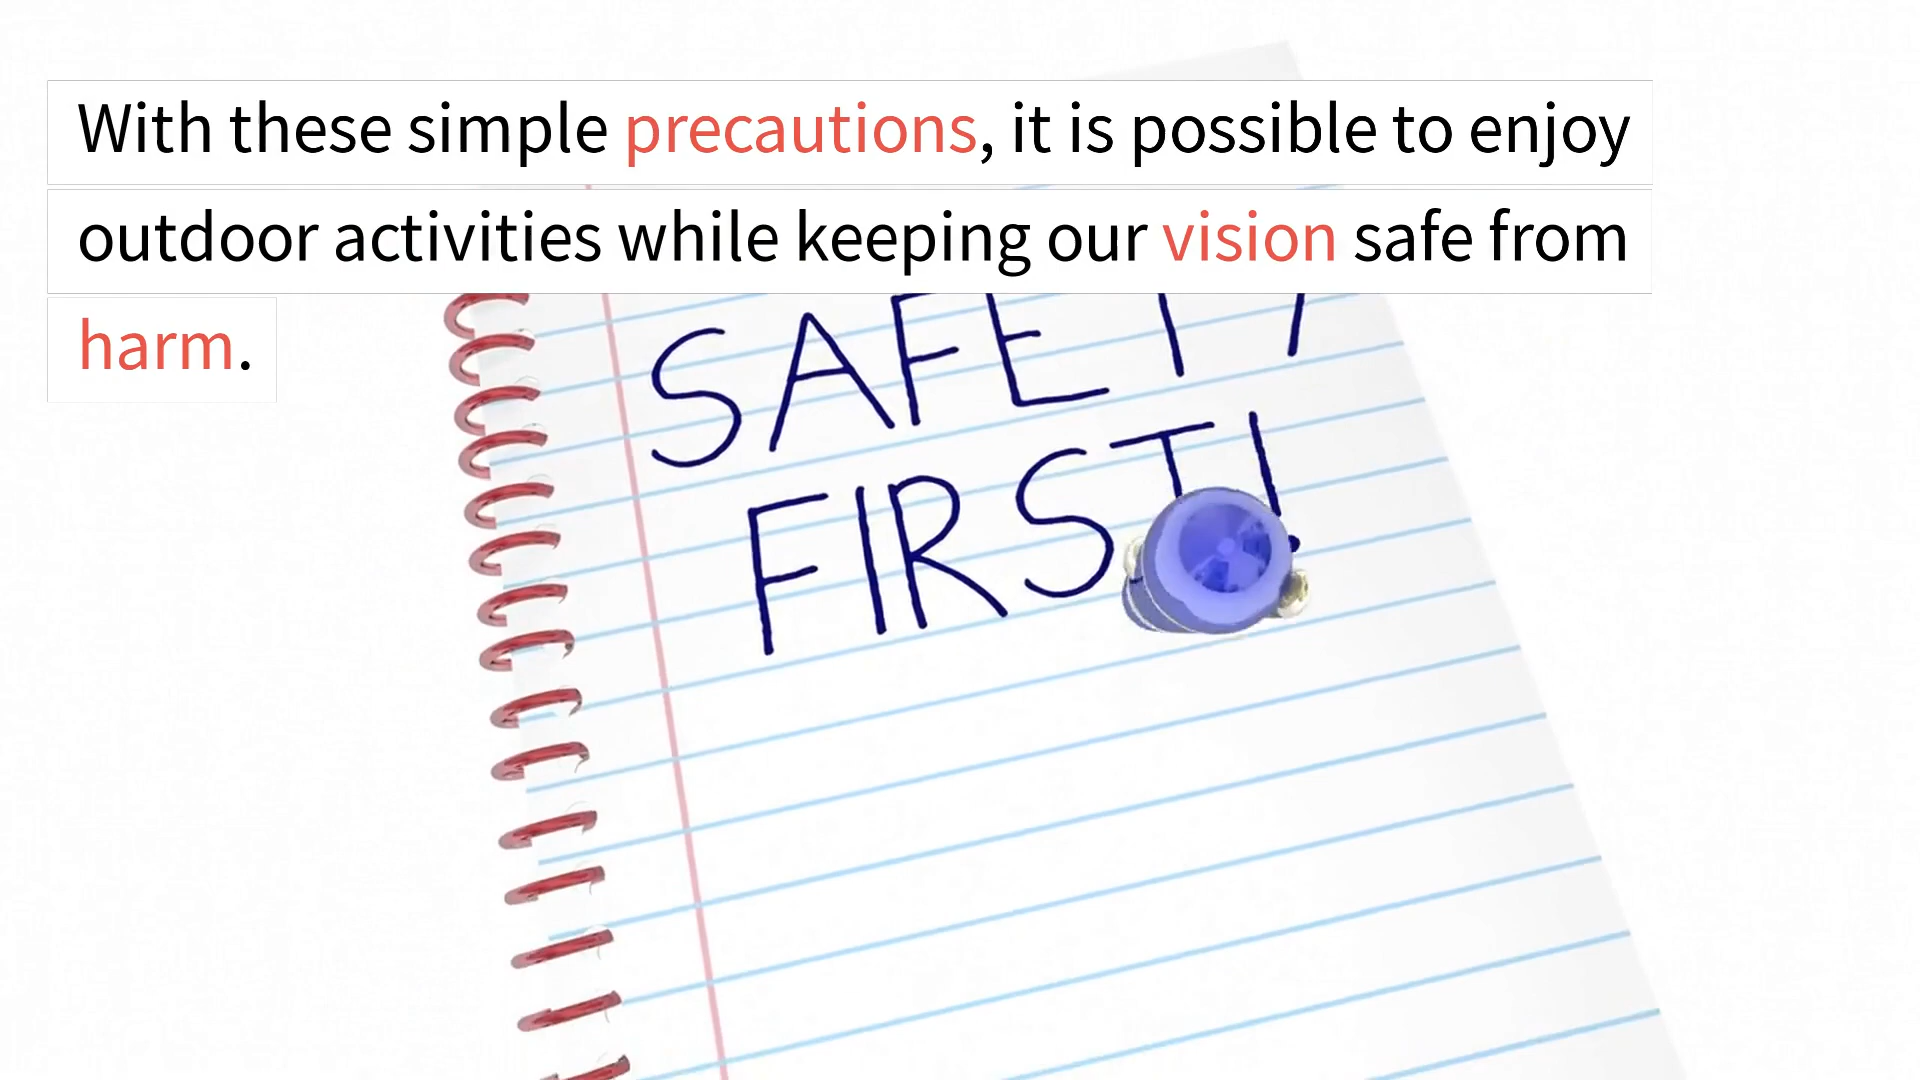 With these simple precautions, it is possible to enjoy
outdoor activities while keeping our vision safe from
harm.
SAFETY
FIRST!